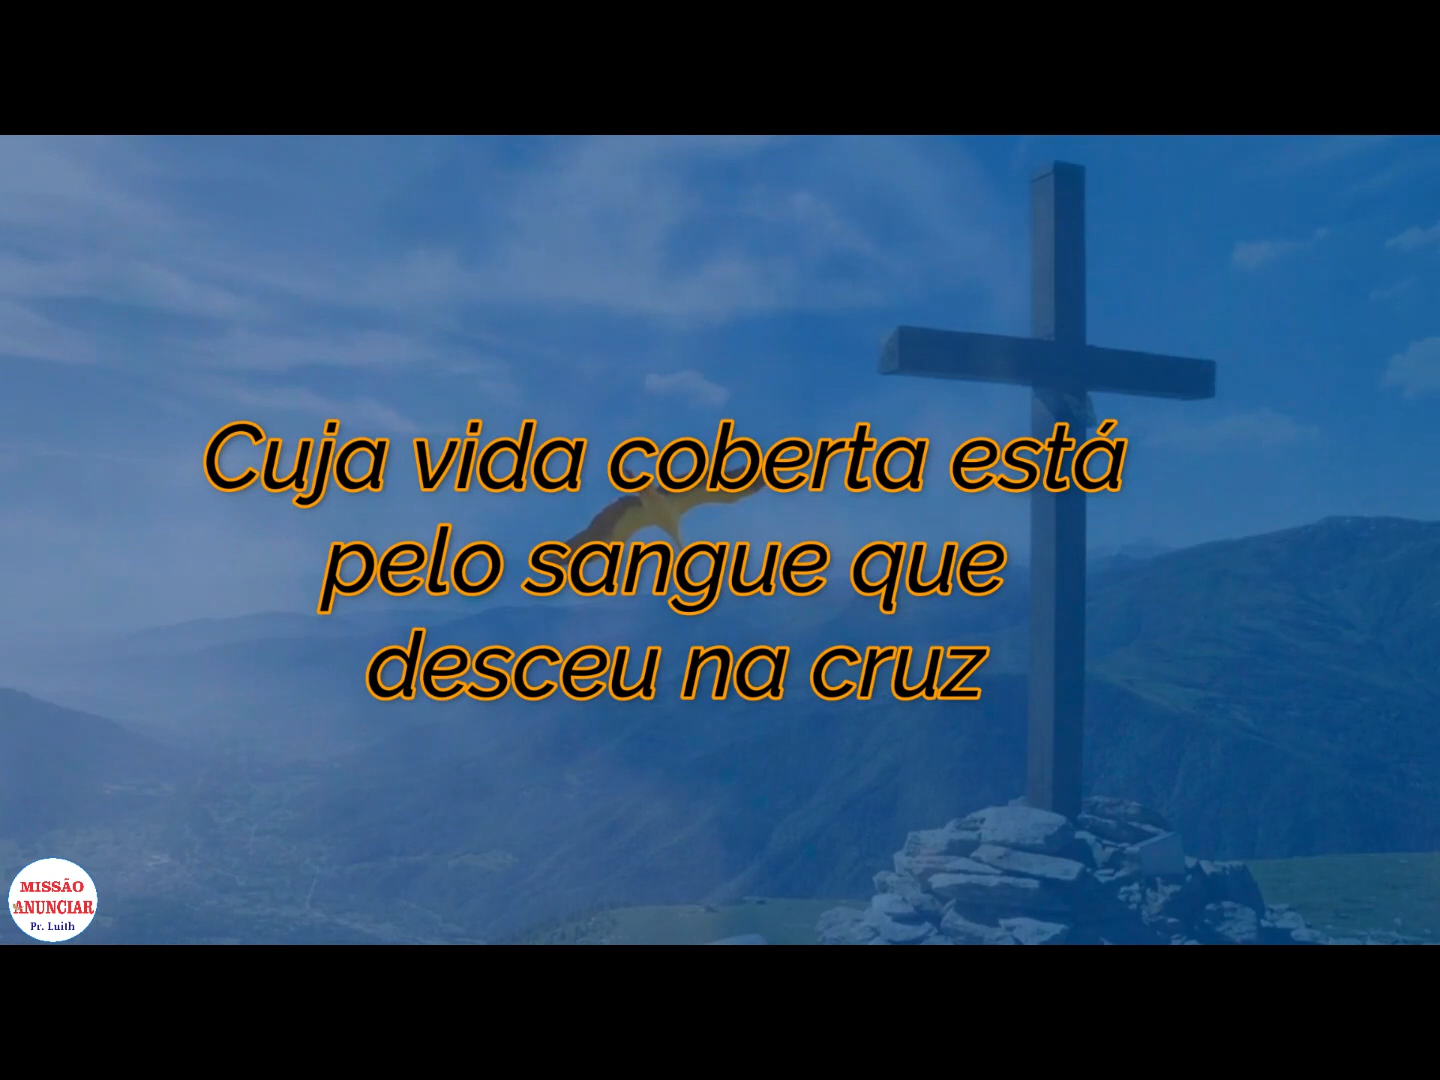 Cuja vida coberta está
pelo sangue que
desceu na cruz
MISSÃO
ANUNCIAR
Pr. Luith